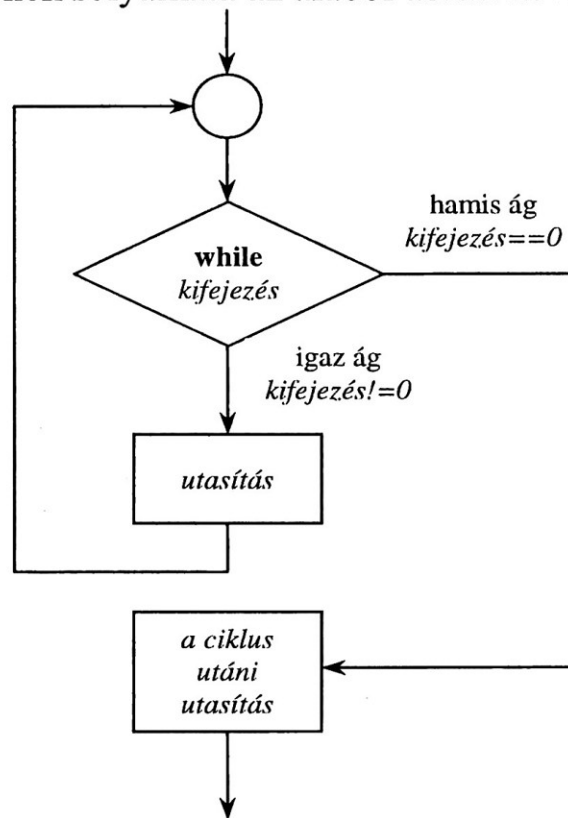 while
kifejezés
hamis ág
kifejezés==0
igaz ág
kifejezés!=0
utasítás
a ciklus
utáni
utasítás